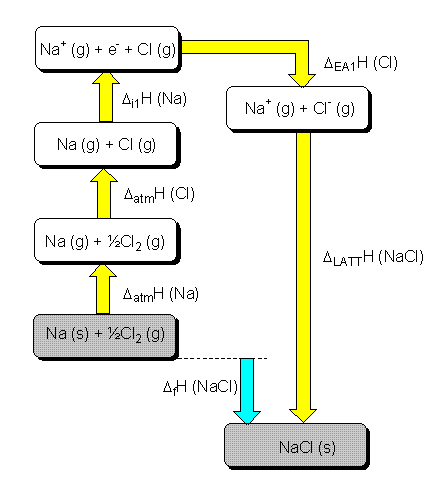 Na⁺ (g) + e⁻ + Cl (g)
Δ_EA1H (Cl)
Δ_i1H (Na)
Na⁺ (g) + Cl⁻ (g)
Na (g) + Cl (g)
Δ_atmH (Cl)
Na (g) + ½Cl₂ (g)
Δ_LATTH (NaCl)
Δ_atmH (Na)
Na (s) + ½Cl₂ (g)
Δ_fH (NaCl)
NaCl (s)